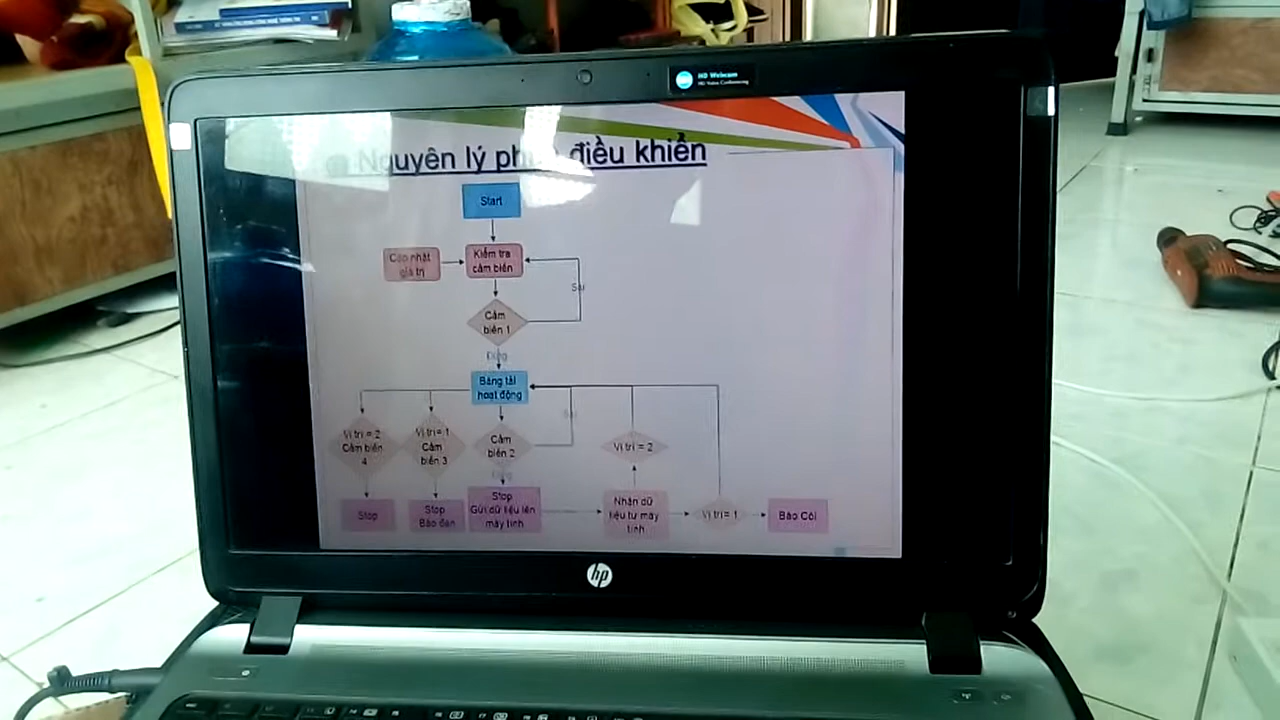 HD Webcam
Nguyên lý phần điều khiển
Start
Cập nhật
giá trị
Kiểm tra
cảm biến
Sai
Cảm
biến 1
Đúng
Băng tải
hoạt động
Sai
Vị trí = 2
Cảm biến
4
Vị trí= 1
Cảm
biến 3
Cảm
biến 2
Vị trí = 2
Đúng
Stop
Stop
Báo đèn
Stop
Gửi dữ liệu lên
máy tính
Nhận dữ
liệu từ máy
tính
Vị trí= 1
Báo Còi
hp